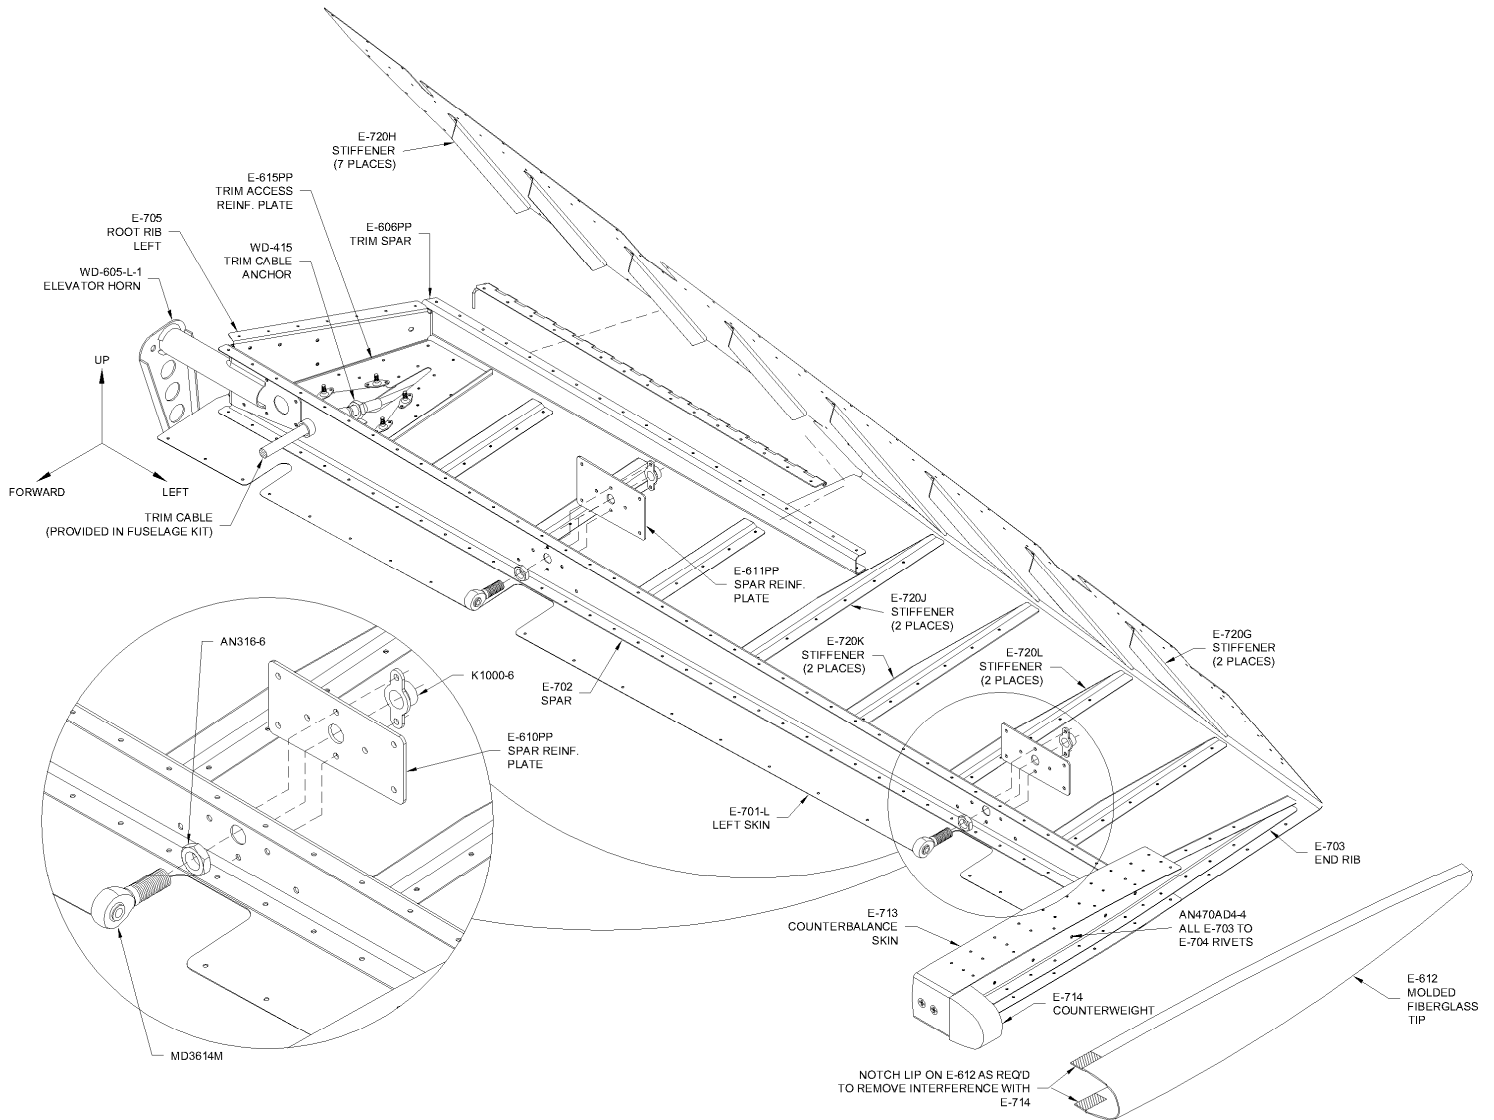 E-720H
STIFFENER
(7 PLACES)
E-615PP
TRIM ACCESS
REINF. PLATE
E-705
ROOT RIB
LEFT
E-606PP
TRIM SPAR
WD-415
TRIM CABLE
ANCHOR
WD-605-L-1
ELEVATOR HORN
UP
FORWARD
LEFT
TRIM CABLE
(PROVIDED IN FUSELAGE KIT)
E-611PP
SPAR REINF.
PLATE
E-720J
STIFFENER
(2 PLACES)
E-720K
STIFFENER
(2 PLACES)
E-720G
STIFFENER
(2 PLACES)
E-720L
STIFFENER
(2 PLACES)
AN316-6
K1000-6
E-702
SPAR
E-610PP
SPAR REINF.
PLATE
E-701-L
LEFT SKIN
E-703
END RIB
E-713
COUNTERBALANCE
SKIN
AN470AD4-4
ALL E-703 TO
E-704 RIVETS
E-612
MOLDED
FIBERGLASS
TIP
E-714
COUNTERWEIGHT
MD3614M
NOTCH LIP ON E-612 AS REQ'D
TO REMOVE INTERFERENCE WITH
E-714